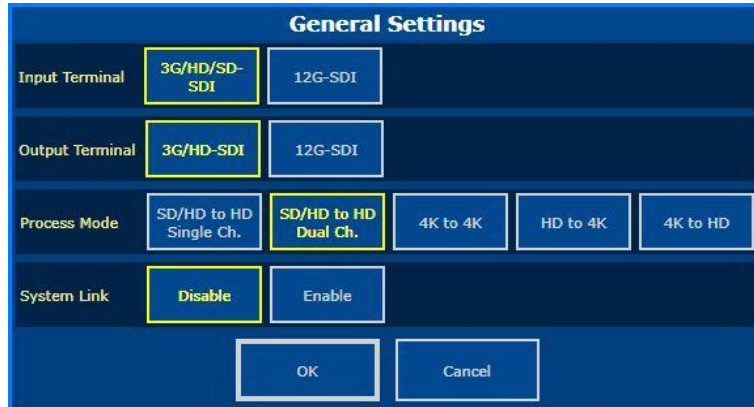 General Settings
Input Terminal
3G/HD/SD-
SDI
12G-SDI
Output Terminal
3G/HD-SDI
12G-SDI
Process Mode
SD/HD to HD
Single Ch.
SD/HD to HD
Dual Ch.
4K to 4K
HD to 4K
4K to HD
System Link
Disable
Enable
OK
Cancel